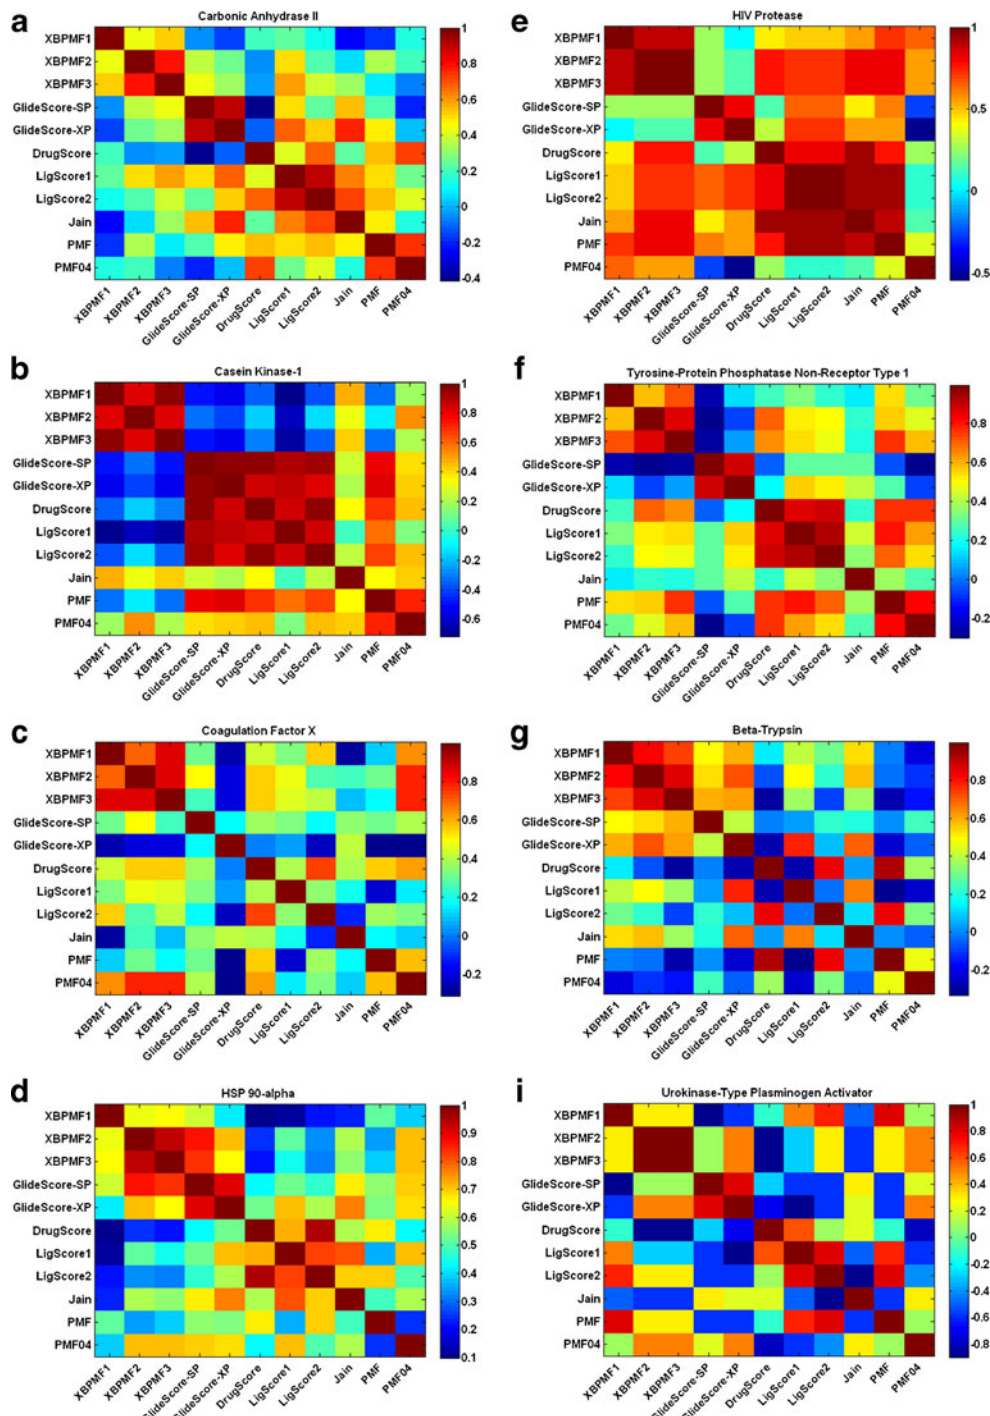 a
Carbonic Anhydrase II
XBPMF1
XBPMF2
XBPMF3
GlideScore-SP
GlideScore-XP
DrugScore
LigScore1
LigScore2
Jain
PMF
PMF04
XBPMF1
XBPMF2
XBPMF3
GlideScore-SP
GlideScore-XP
DrugScore
LigScore1
LigScore2
Jain
PMF
PMF04
1
0.8
0.6
0.4
0.2
0
-0.2
-0.4
e
HIV Protease
XBPMF1
XBPMF2
XBPMF3
GlideScore-SP
GlideScore-XP
DrugScore
LigScore1
LigScore2
Jain
PMF
PMF04
XBPMF1
XBPMF2
XBPMF3
GlideScore-SP
GlideScore-XP
DrugScore
LigScore1
LigScore2
Jain
PMF
PMF04
1
0.5
0
-0.5
b
Casein Kinase-1
XBPMF1
XBPMF2
XBPMF3
GlideScore-SP
GlideScore-XP
DrugScore
LigScore1
LigScore2
Jain
PMF
PMF04
XBPMF1
XBPMF2
XBPMF3
GlideScore-SP
GlideScore-XP
DrugScore
LigScore1
LigScore2
Jain
PMF
PMF04
1
0.8
0.6
0.4
0.2
0
-0.2
-0.4
-0.6
f
Tyrosine-Protein Phosphatase Non-Receptor Type 1
XBPMF1
XBPMF2
XBPMF3
GlideScore-SP
GlideScore-XP
DrugScore
LigScore1
LigScore2
Jain
PMF
PMF04
XBPMF1
XBPMF2
XBPMF3
GlideScore-SP
GlideScore-XP
DrugScore
LigScore1
LigScore2
Jain
PMF
PMF04
0.8
0.6
0.4
0.2
0
-0.2
c
Coagulation Factor X
XBPMF1
XBPMF2
XBPMF3
GlideScore-SP
GlideScore-XP
DrugScore
LigScore1
LigScore2
Jain
PMF
PMF04
XBPMF1
XBPMF2
XBPMF3
GlideScore-SP
GlideScore-XP
DrugScore
LigScore1
LigScore2
Jain
PMF
PMF04
0.8
0.6
0.4
0.2
0
-0.2
g
Beta-Trypsin
XBPMF1
XBPMF2
XBPMF3
GlideScore-SP
GlideScore-XP
DrugScore
LigScore1
LigScore2
Jain
PMF
PMF04
XBPMF1
XBPMF2
XBPMF3
GlideScore-SP
GlideScore-XP
DrugScore
LigScore1
LigScore2
Jain
PMF
PMF04
0.8
0.6
0.4
0.2
0
-0.2
d
HSP 90-alpha
XBPMF1
XBPMF2
XBPMF3
GlideScore-SP
GlideScore-XP
DrugScore
LigScore1
LigScore2
Jain
PMF
PMF04
XBPMF1
XBPMF2
XBPMF3
GlideScore-SP
GlideScore-XP
DrugScore
LigScore1
LigScore2
Jain
PMF
PMF04
1
0.9
0.8
0.7
0.6
0.5
0.4
0.3
0.2
0.1
i
Urokinase-Type Plasminogen Activator
XBPMF1
XBPMF2
XBPMF3
GlideScore-SP
GlideScore-XP
DrugScore
LigScore1
LigScore2
Jain
PMF
PMF04
XBPMF1
XBPMF2
XBPMF3
GlideScore-SP
GlideScore-XP
DrugScore
LigScore1
LigScore2
Jain
PMF
PMF04
1
0.8
0.6
0.4
0.2
0
-0.2
-0.4
-0.6
-0.8